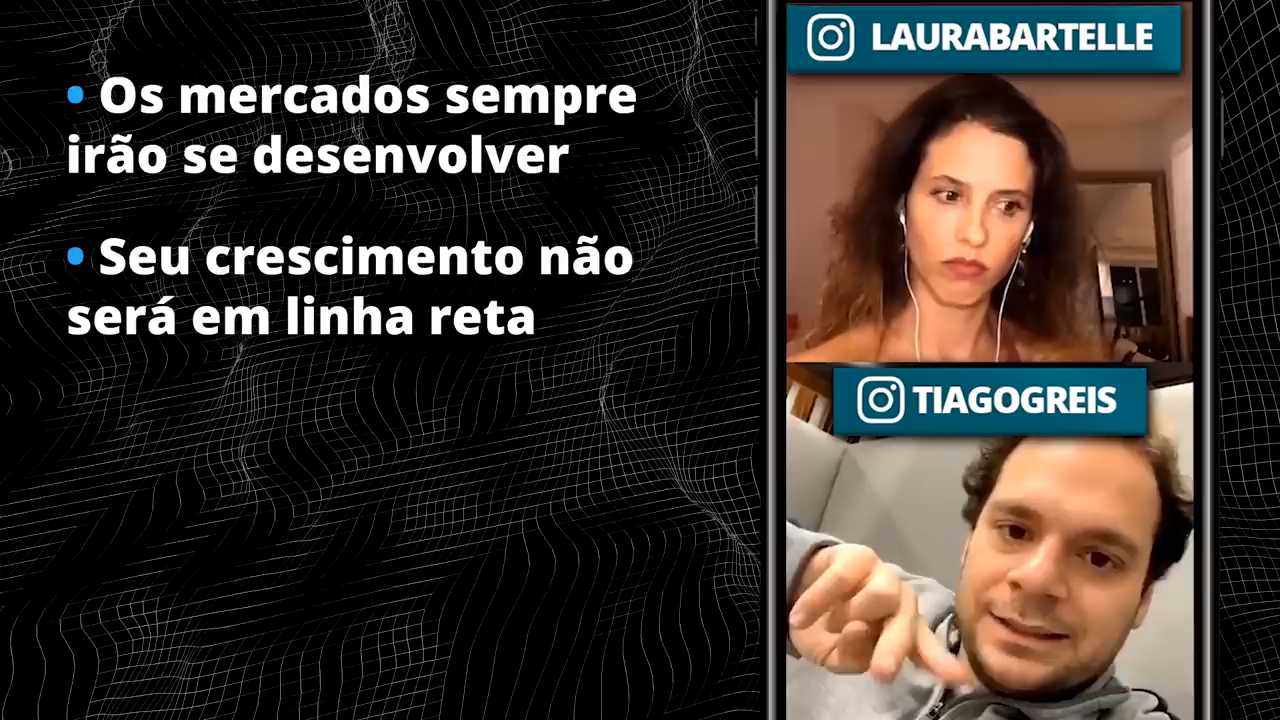 • Os mercados sempre
irão se desenvolver
• Seu crescimento não
será em linha reta
LAURABARTELLE
TIAGOGREIS